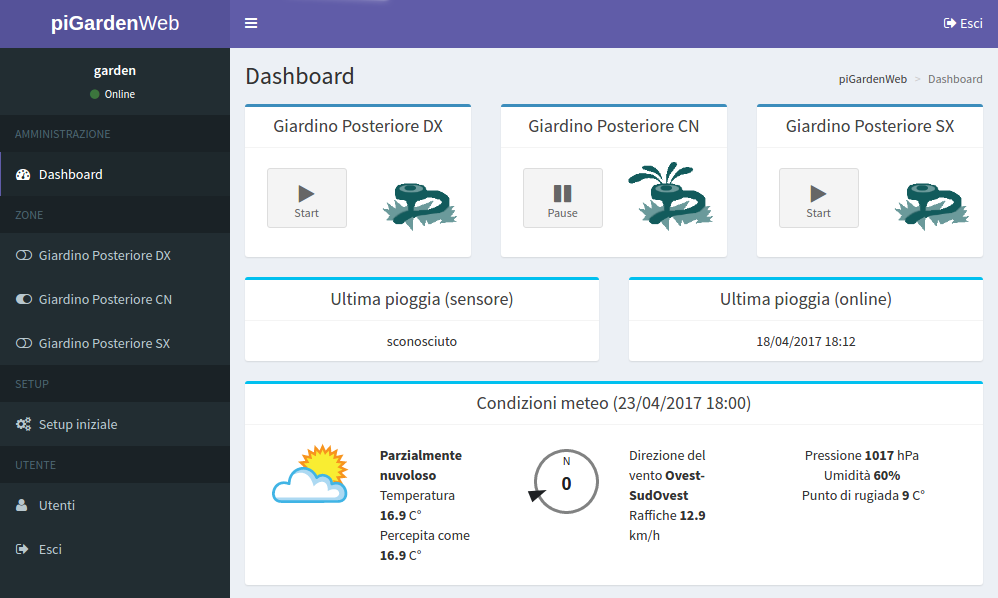 piGardenWeb
Esci
garden
Online
AMMINISTRAZIONE
Dashboard
ZONE
Giardino Posteriore DX
Giardino Posteriore CN
Giardino Posteriore SX
SETUP
Setup iniziale
UTENTE
Utenti
Esci
Dashboard
piGardenWeb > Dashboard
Giardino Posteriore DX
Start
Giardino Posteriore CN
Pause
Giardino Posteriore SX
Start
Ultima pioggia (sensore)
sconosciuto
Ultima pioggia (online)
18/04/2017 18:12
Condizioni meteo (23/04/2017 18:00)
Parzialmente
nuvoloso
Temperatura
16.9 C°
Percepita come
16.9 C°
N
0
Direzione del
vento Ovest-
SudOvest
Raffiche 12.9
km/h
Pressione 1017 hPa
Umidità 60%
Punto di rugiada 9 C°